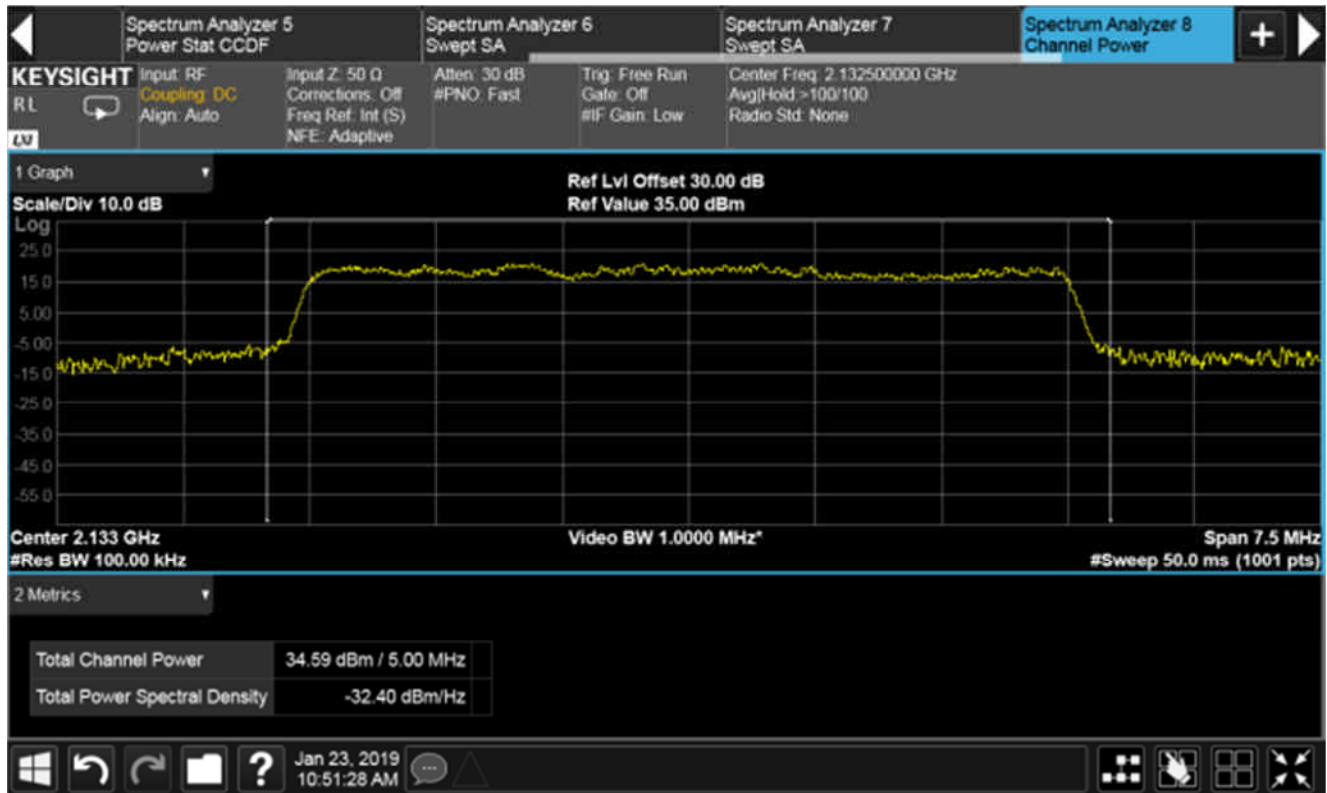 Spectrum Analyzer 5
Power Stat CCDF
Spectrum Analyzer 6
Swept SA
Spectrum Analyzer 7
Swept SA
Spectrum Analyzer 8
Channel Power
+
KEYSIGHT
RL
LXI
Input: RF
Coupling: DC
Align: Auto
Input Z: 50 Ω
Corrections: Off
Freq Ref: Int (S)
NFE: Adaptive
Atten: 30 dB
#PNO: Fast
Trig: Free Run
Gate: Off
#IF Gain: Low
Center Freq: 2.132500000 GHz
Avg|Hold:>100/100
Radio Std: None
1 Graph
Ref Lvl Offset 30.00 dB
Scale/Div 10.0 dB
Ref Value 35.00 dBm
Log
25.0
15.0
5.00
-5.00
-15.0
-25.0
-35.0
-45.0
-55.0
Center 2.133 GHz
Video BW 1.0000 MHz*
Span 7.5 MHz
#Res BW 100.00 kHz
#Sweep 50.0 ms (1001 pts)
2 Metrics
Total Channel Power 34.59 dBm / 5.00 MHz
Total Power Spectral Density -32.40 dBm/Hz
?
Jan 23, 2019
10:51:28 AM